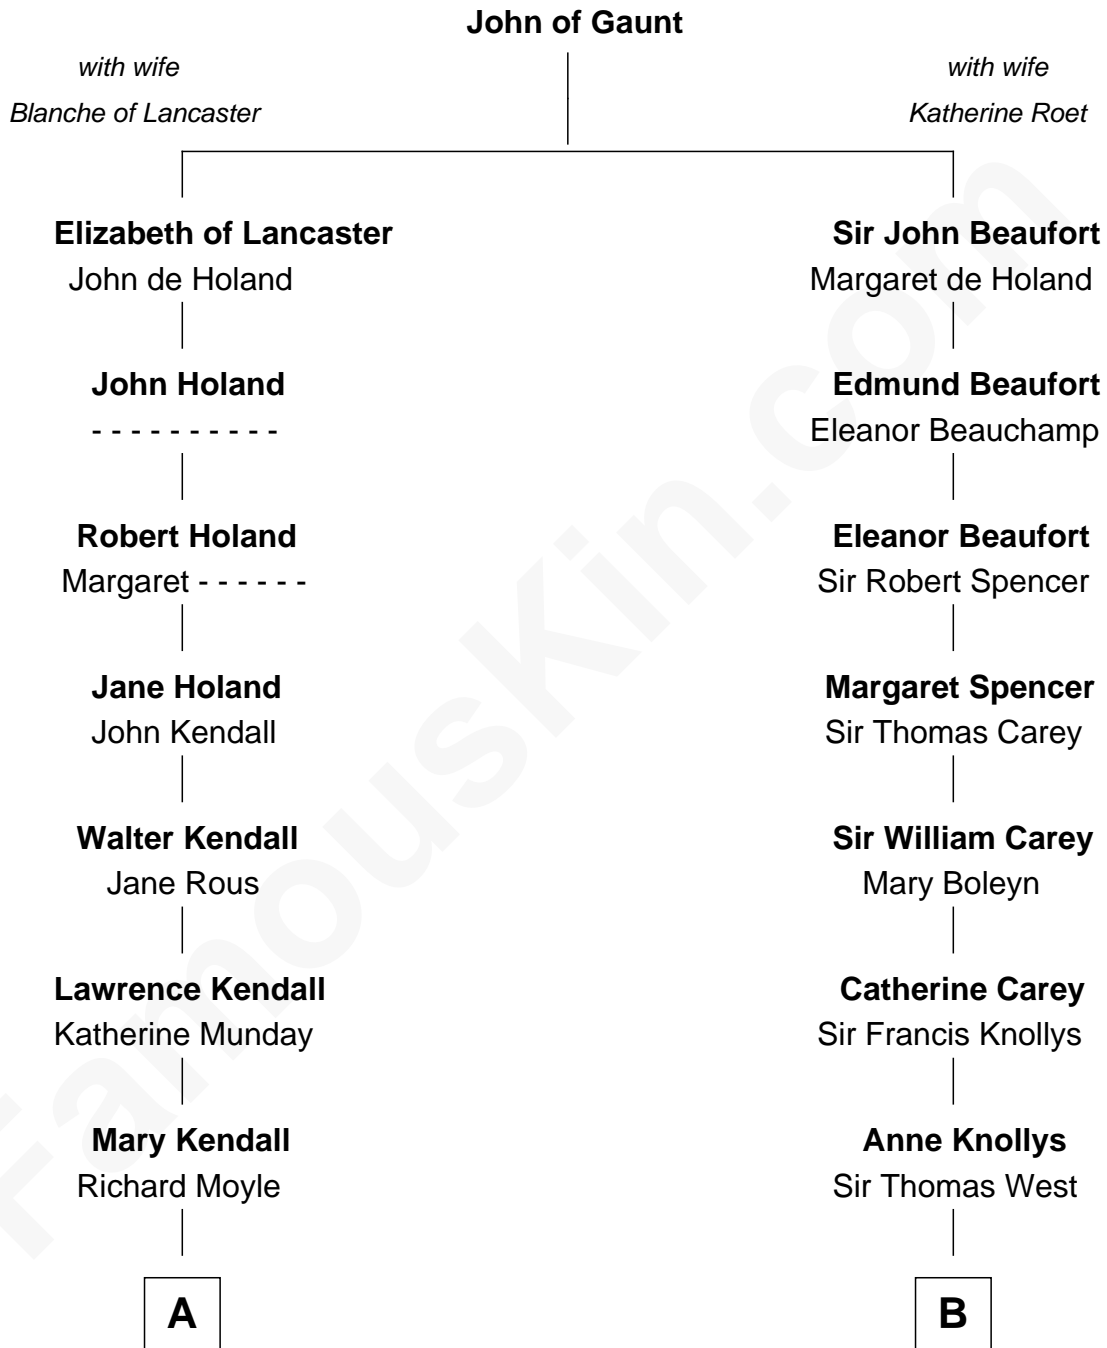 John of Gaunt
with wife
Blanche of Lancaster
with wife
Katherine Roet
Elizabeth of Lancaster
John de Holand
Sir John Beaufort
Margaret de Holand
John Holand
- - - - - - - - - -
Edmund Beaufort
Eleanor Beauchamp
Robert Holand
Margaret - - - - - -
Eleanor Beaufort
Sir Robert Spencer
Jane Holand
John Kendall
Margaret Spencer
Sir Thomas Carey
Walter Kendall
Jane Rous
Sir William Carey
Mary Boleyn
Lawrence Kendall
Katherine Munday
Catherine Carey
Sir Francis Knollys
Mary Kendall
Richard Moyle
Anne Knollys
Sir Thomas West
A
B
FamousKin.com